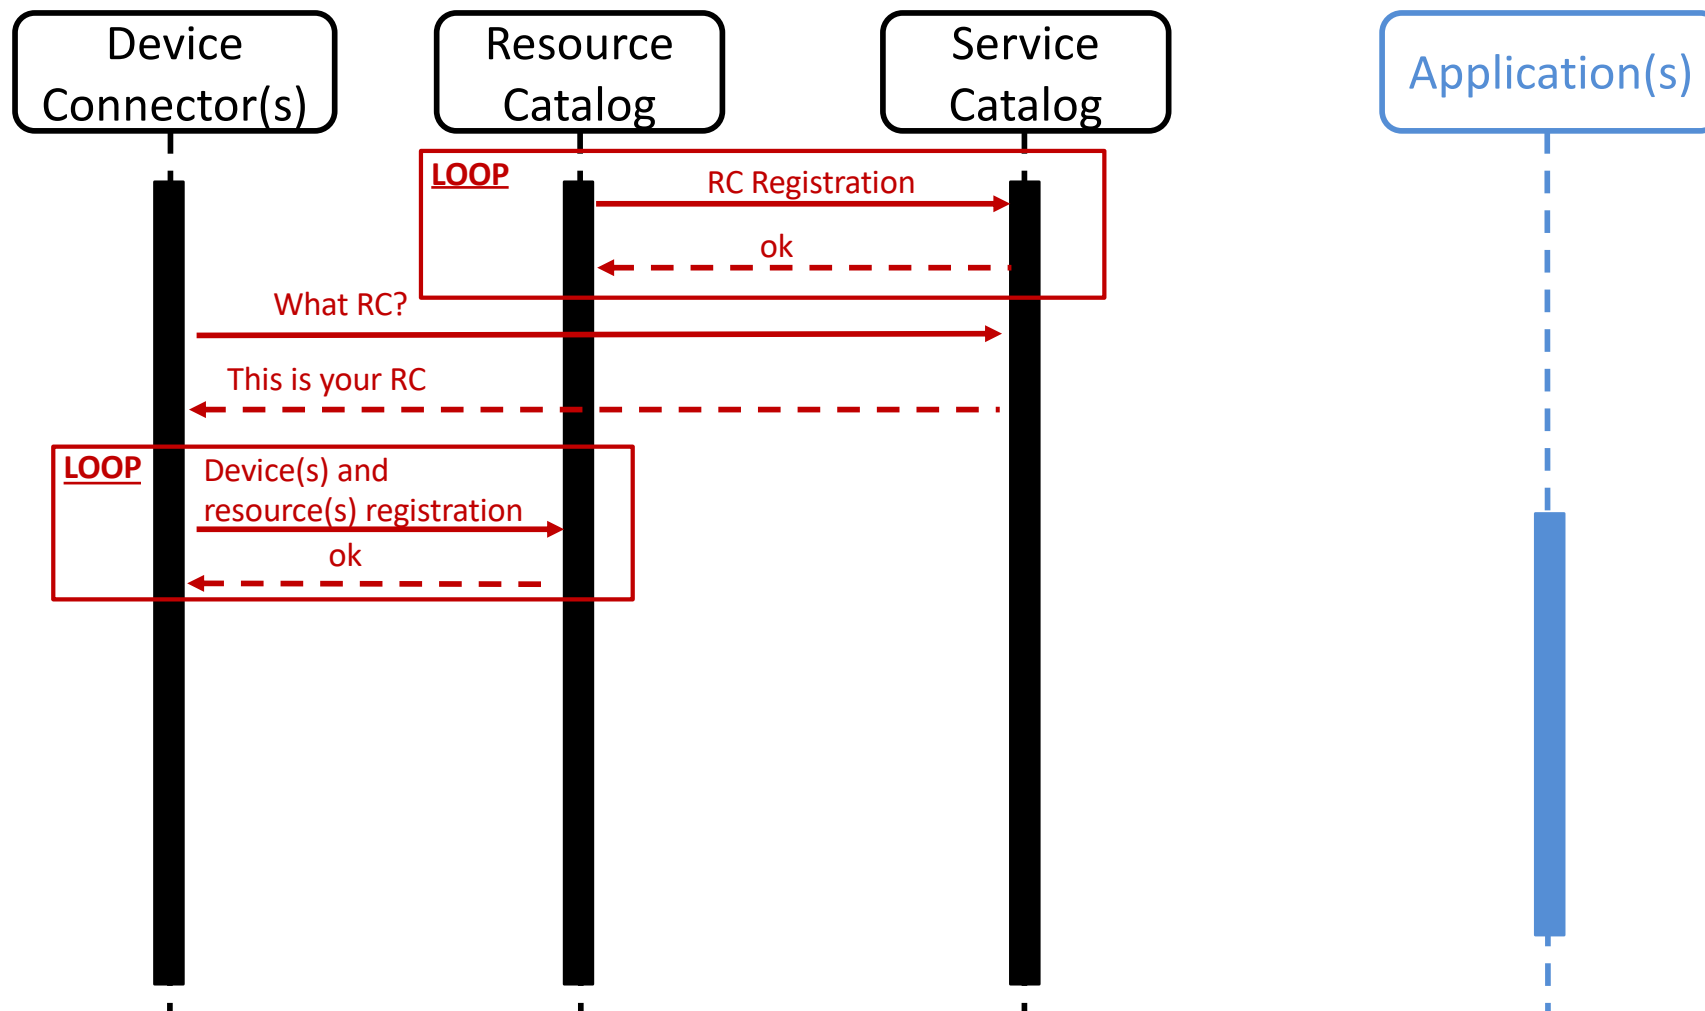 Device
Connector(s)
Resource
Catalog
Service
Catalog
Application(s)
LOOP
RC Registration
ok
What RC?
This is your RC
LOOP
Device(s) and
resource(s) registration
ok